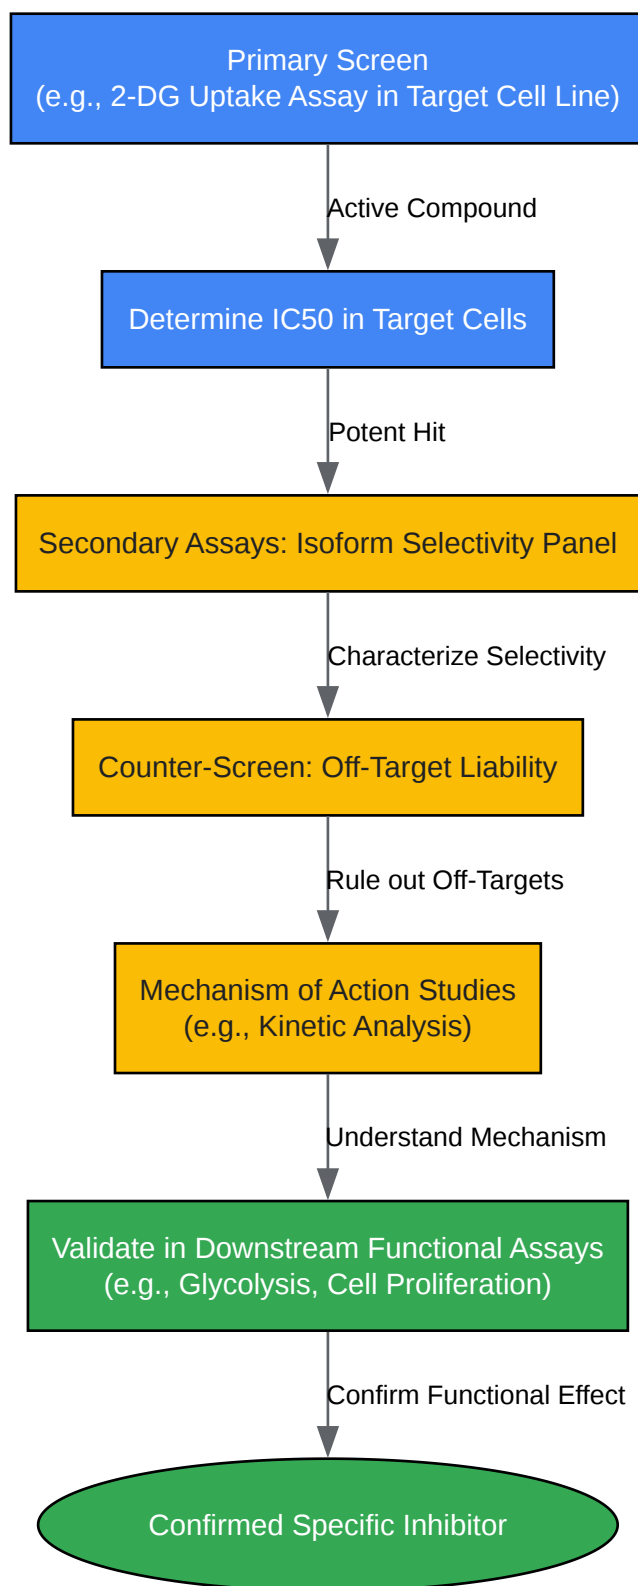 Primary Screen
(e.g., 2-DG Uptake Assay in Target Cell Line)
Active Compound
Determine IC50 in Target Cells
Potent Hit
Secondary Assays: Isoform Selectivity Panel
Characterize Selectivity
Counter-Screen: Off-Target Liability
Rule out Off-Targets
Mechanism of Action Studies
(e.g., Kinetic Analysis)
Understand Mechanism
Validate in Downstream Functional Assays
(e.g., Glycolysis, Cell Proliferation)
Confirm Functional Effect
Confirmed Specific Inhibitor